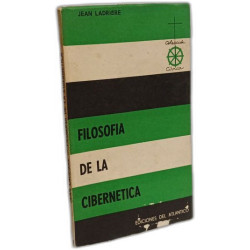 JEAN LADRIERE
FILOSOFIA
DE LA
CIBERNETICA
EDICIONES DEL ATLANTICO